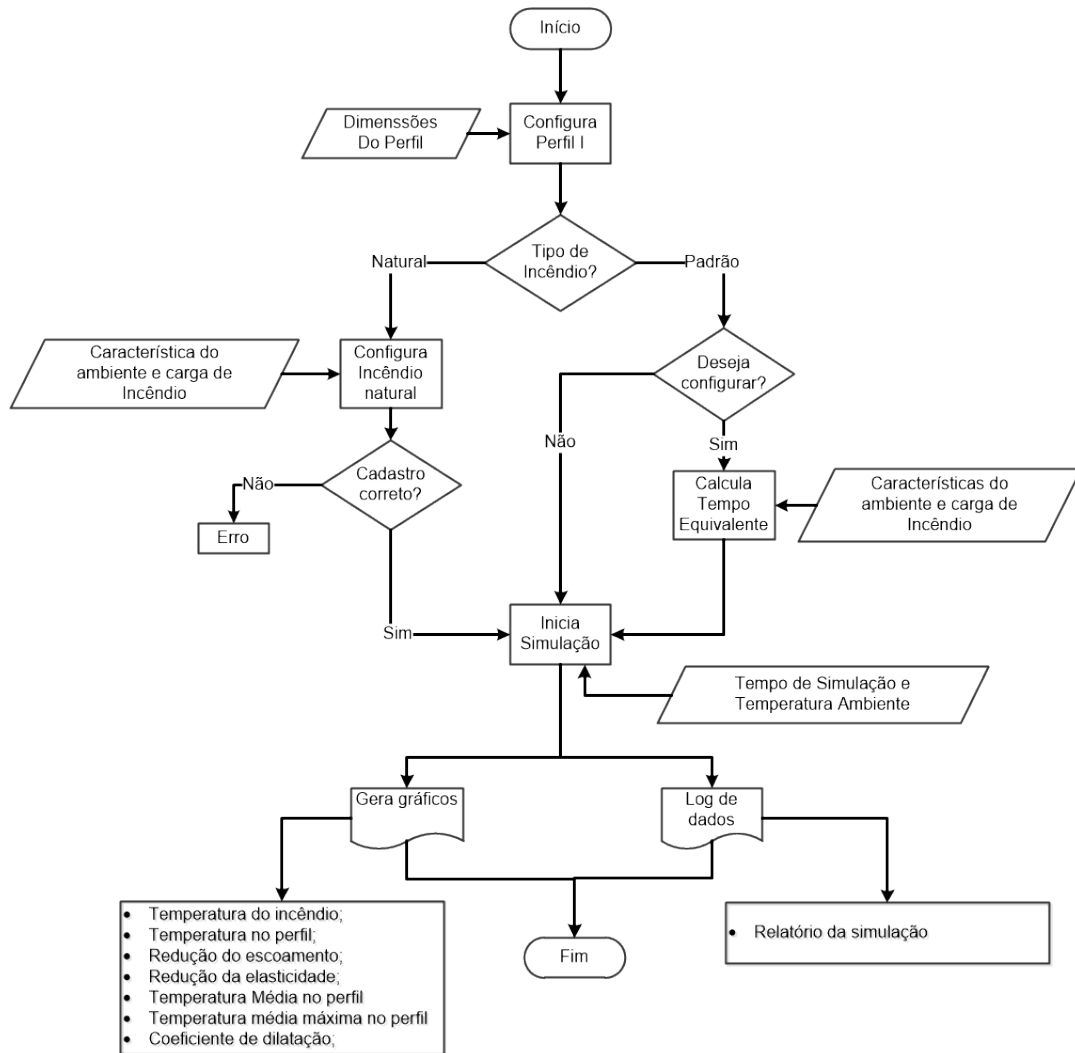 Início
Dimenssões
Do Perfil
Configura
Perfil I
Tipo de
Incêndio?
Natural
Padrão
Característica do
ambiente e carga de
Incêndio
Configura
Incêndio
natural
Deseja
configurar?
Não
Sim
Cadastro
correto?
Não
Erro
Calcula
Tempo
Equivalente
Características do
ambiente e carga de
Incêndio
Sim
Inicia
Simulação
Tempo de Simulação e
Temperatura Ambiente
Gera gráficos
Log de
dados
• Temperatura do incêndio;
• Temperatura no perfil;
• Redução do escoamento;
• Redução da elasticidade;
• Temperatura Média no perfil
• Temperatura média máxima no perfil
• Coeficiente de dilatação;
• Relatório da simulação
Fim